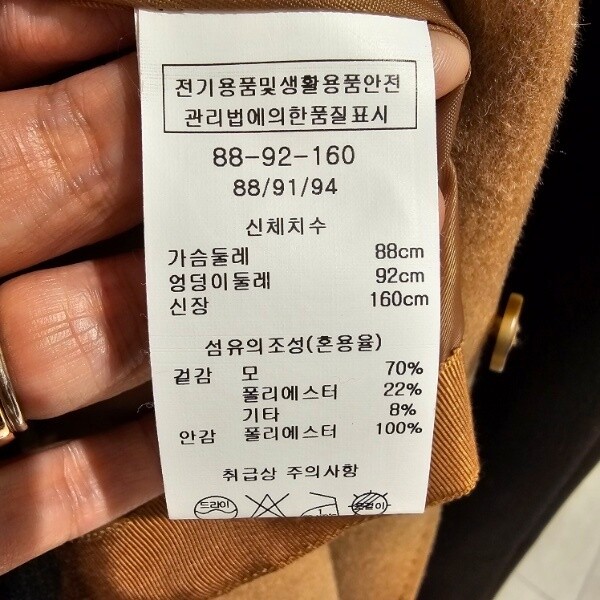 전기용품및생활용품안전
관리법에의한품질표시
88-92-160
88/91/94
신체치수
가슴둘레 88cm
엉덩이둘레 92cm
신장 160cm
섬유의조성(혼용율)
겉감 모 70%
폴리에스터 22%
기타 8%
안감 폴리에스터 100%
취급상 주의사항
드라이